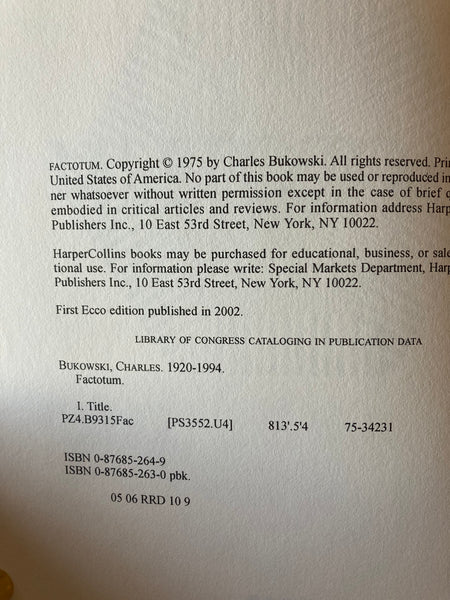 FACTOTUM. Copyright © 1975 by Charles Bukowski. All rights reserved.
United States of America. No part of this book may be used or reproduced in
ner whatsoever without written permission except in the case of brief
embodied in critical articles and reviews. For information address
Publishers Inc., 10 East 53rd Street, New York, NY 10022.
HarperCollins books may be purchased for educational, business, or
tional use. For information please write: Special Markets Department,
Publishers Inc., 10 East 53rd Street, New York, NY 10022.
First Ecco edition published in 2002.
LIBRARY OF CONGRESS CATALOGING IN PUBLICATION DATA
BUKOWSKI, CHARLES. 1920-1994.
Factotum.
1. Title.
PZ4.B9315Fac [PS3552.U4] 813'.5'4 75-34231
ISBN 0-87685-264-9
ISBN 0-87685-263-0 pbk.
05 06 RRD 10 9